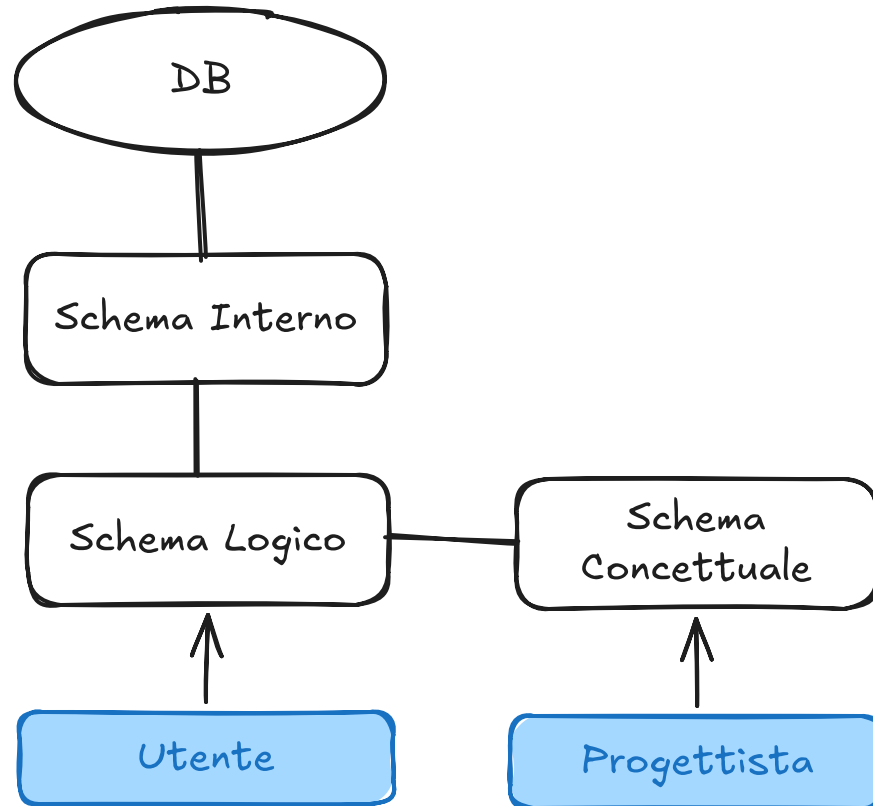 DB
Schema Interno
Schema Logico
Schema
Concettuale
Utente
Progettista